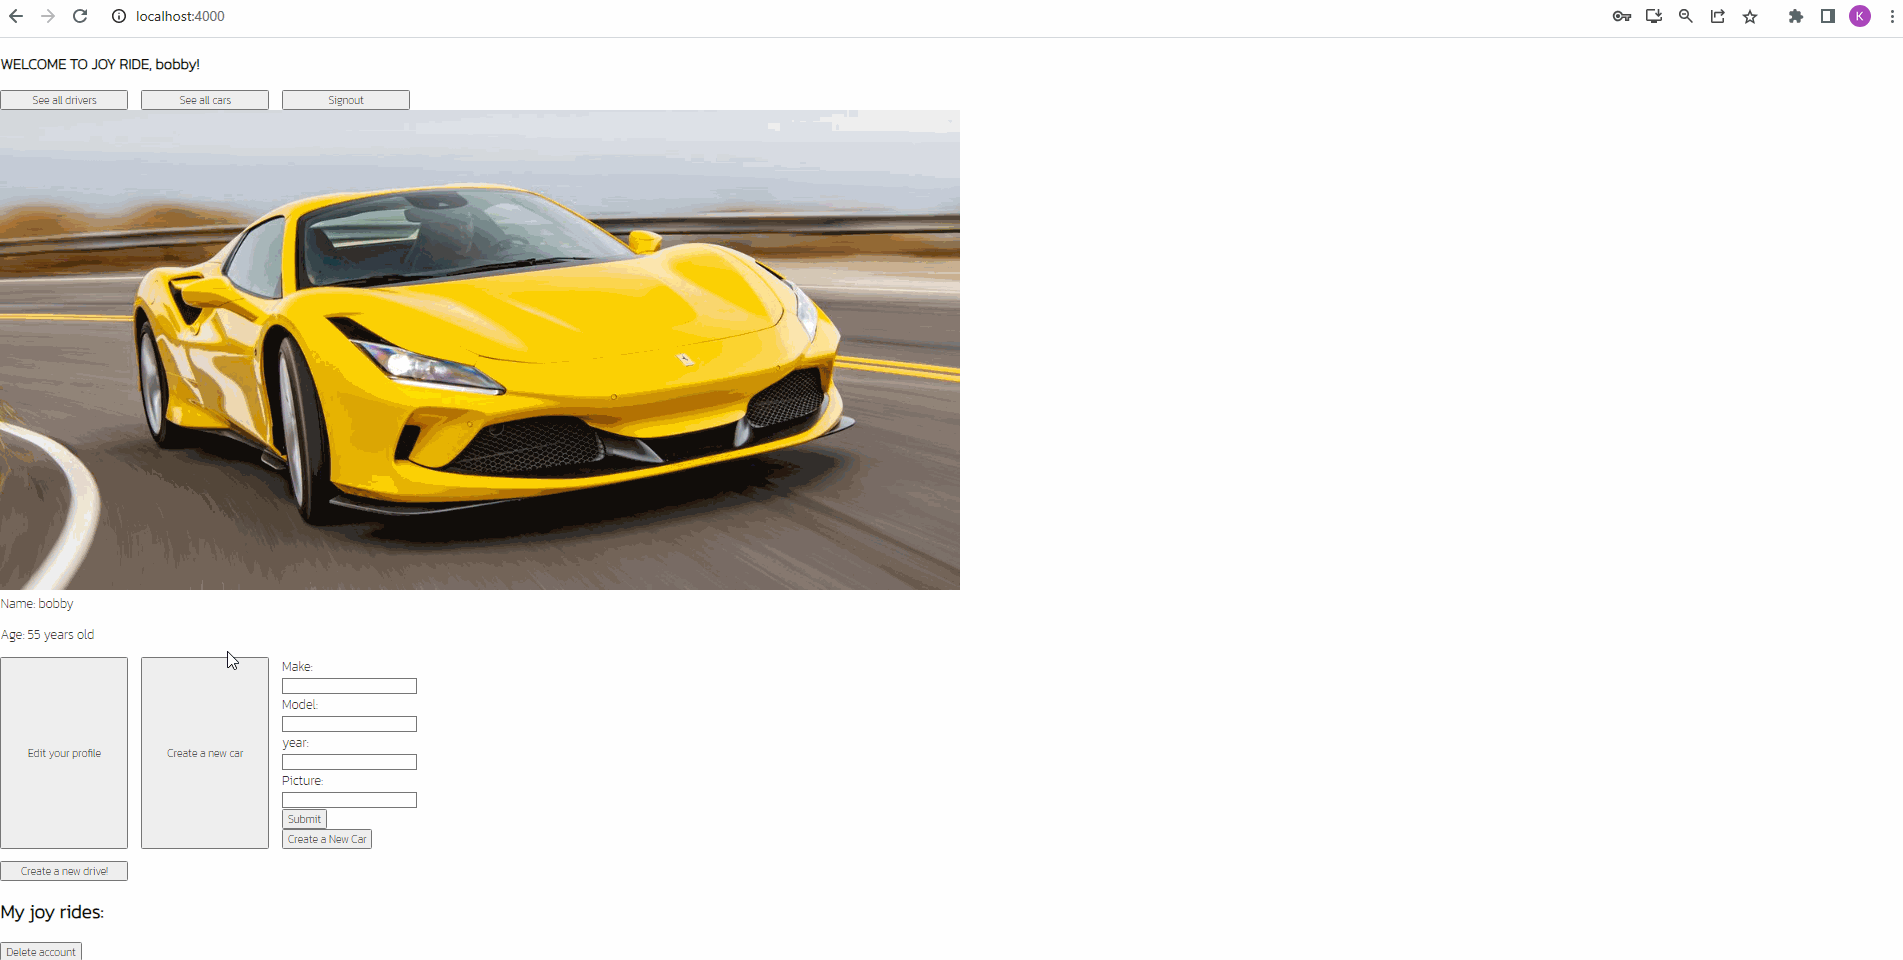 localhost:4000
K
WELCOME TO JOY RIDE, bobby!
See all drivers
See all cars
Signout
Name: bobby
Age: 55 years old
Edit your profile
Create a new car
Make:
Model:
year:
Picture:
Submit
Create a New Car
Create a new drive!
My joy rides:
Delete account